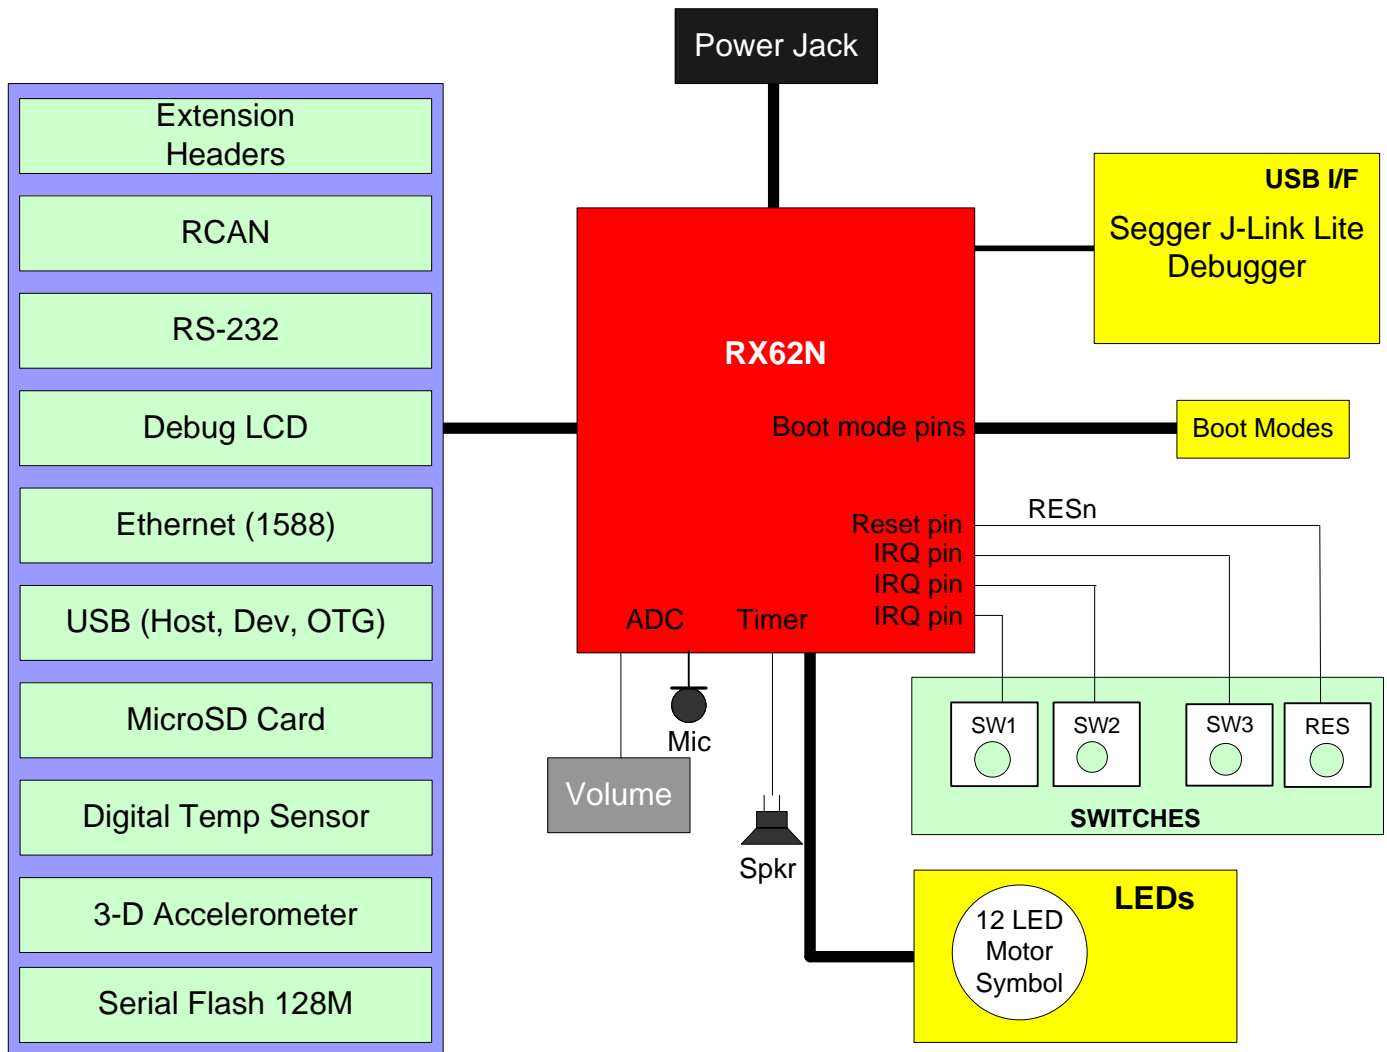 Power Jack
Extension
Headers
RCAN
RS-232
Debug LCD
Ethernet (1588)
USB (Host, Dev, OTG)
MicroSD Card
Digital Temp Sensor
3-D Accelerometer
Serial Flash 128M
RX62N
Boot mode pins
Reset pin
IRQ pin
IRQ pin
IRQ pin
ADC
Timer
USB I/F
Segger J-Link Lite
Debugger
Boot Modes
RESn
Volume
Mic
Spkr
SW1
SW2
SW3
RES
SWITCHES
LEDs
12 LED
Motor
Symbol